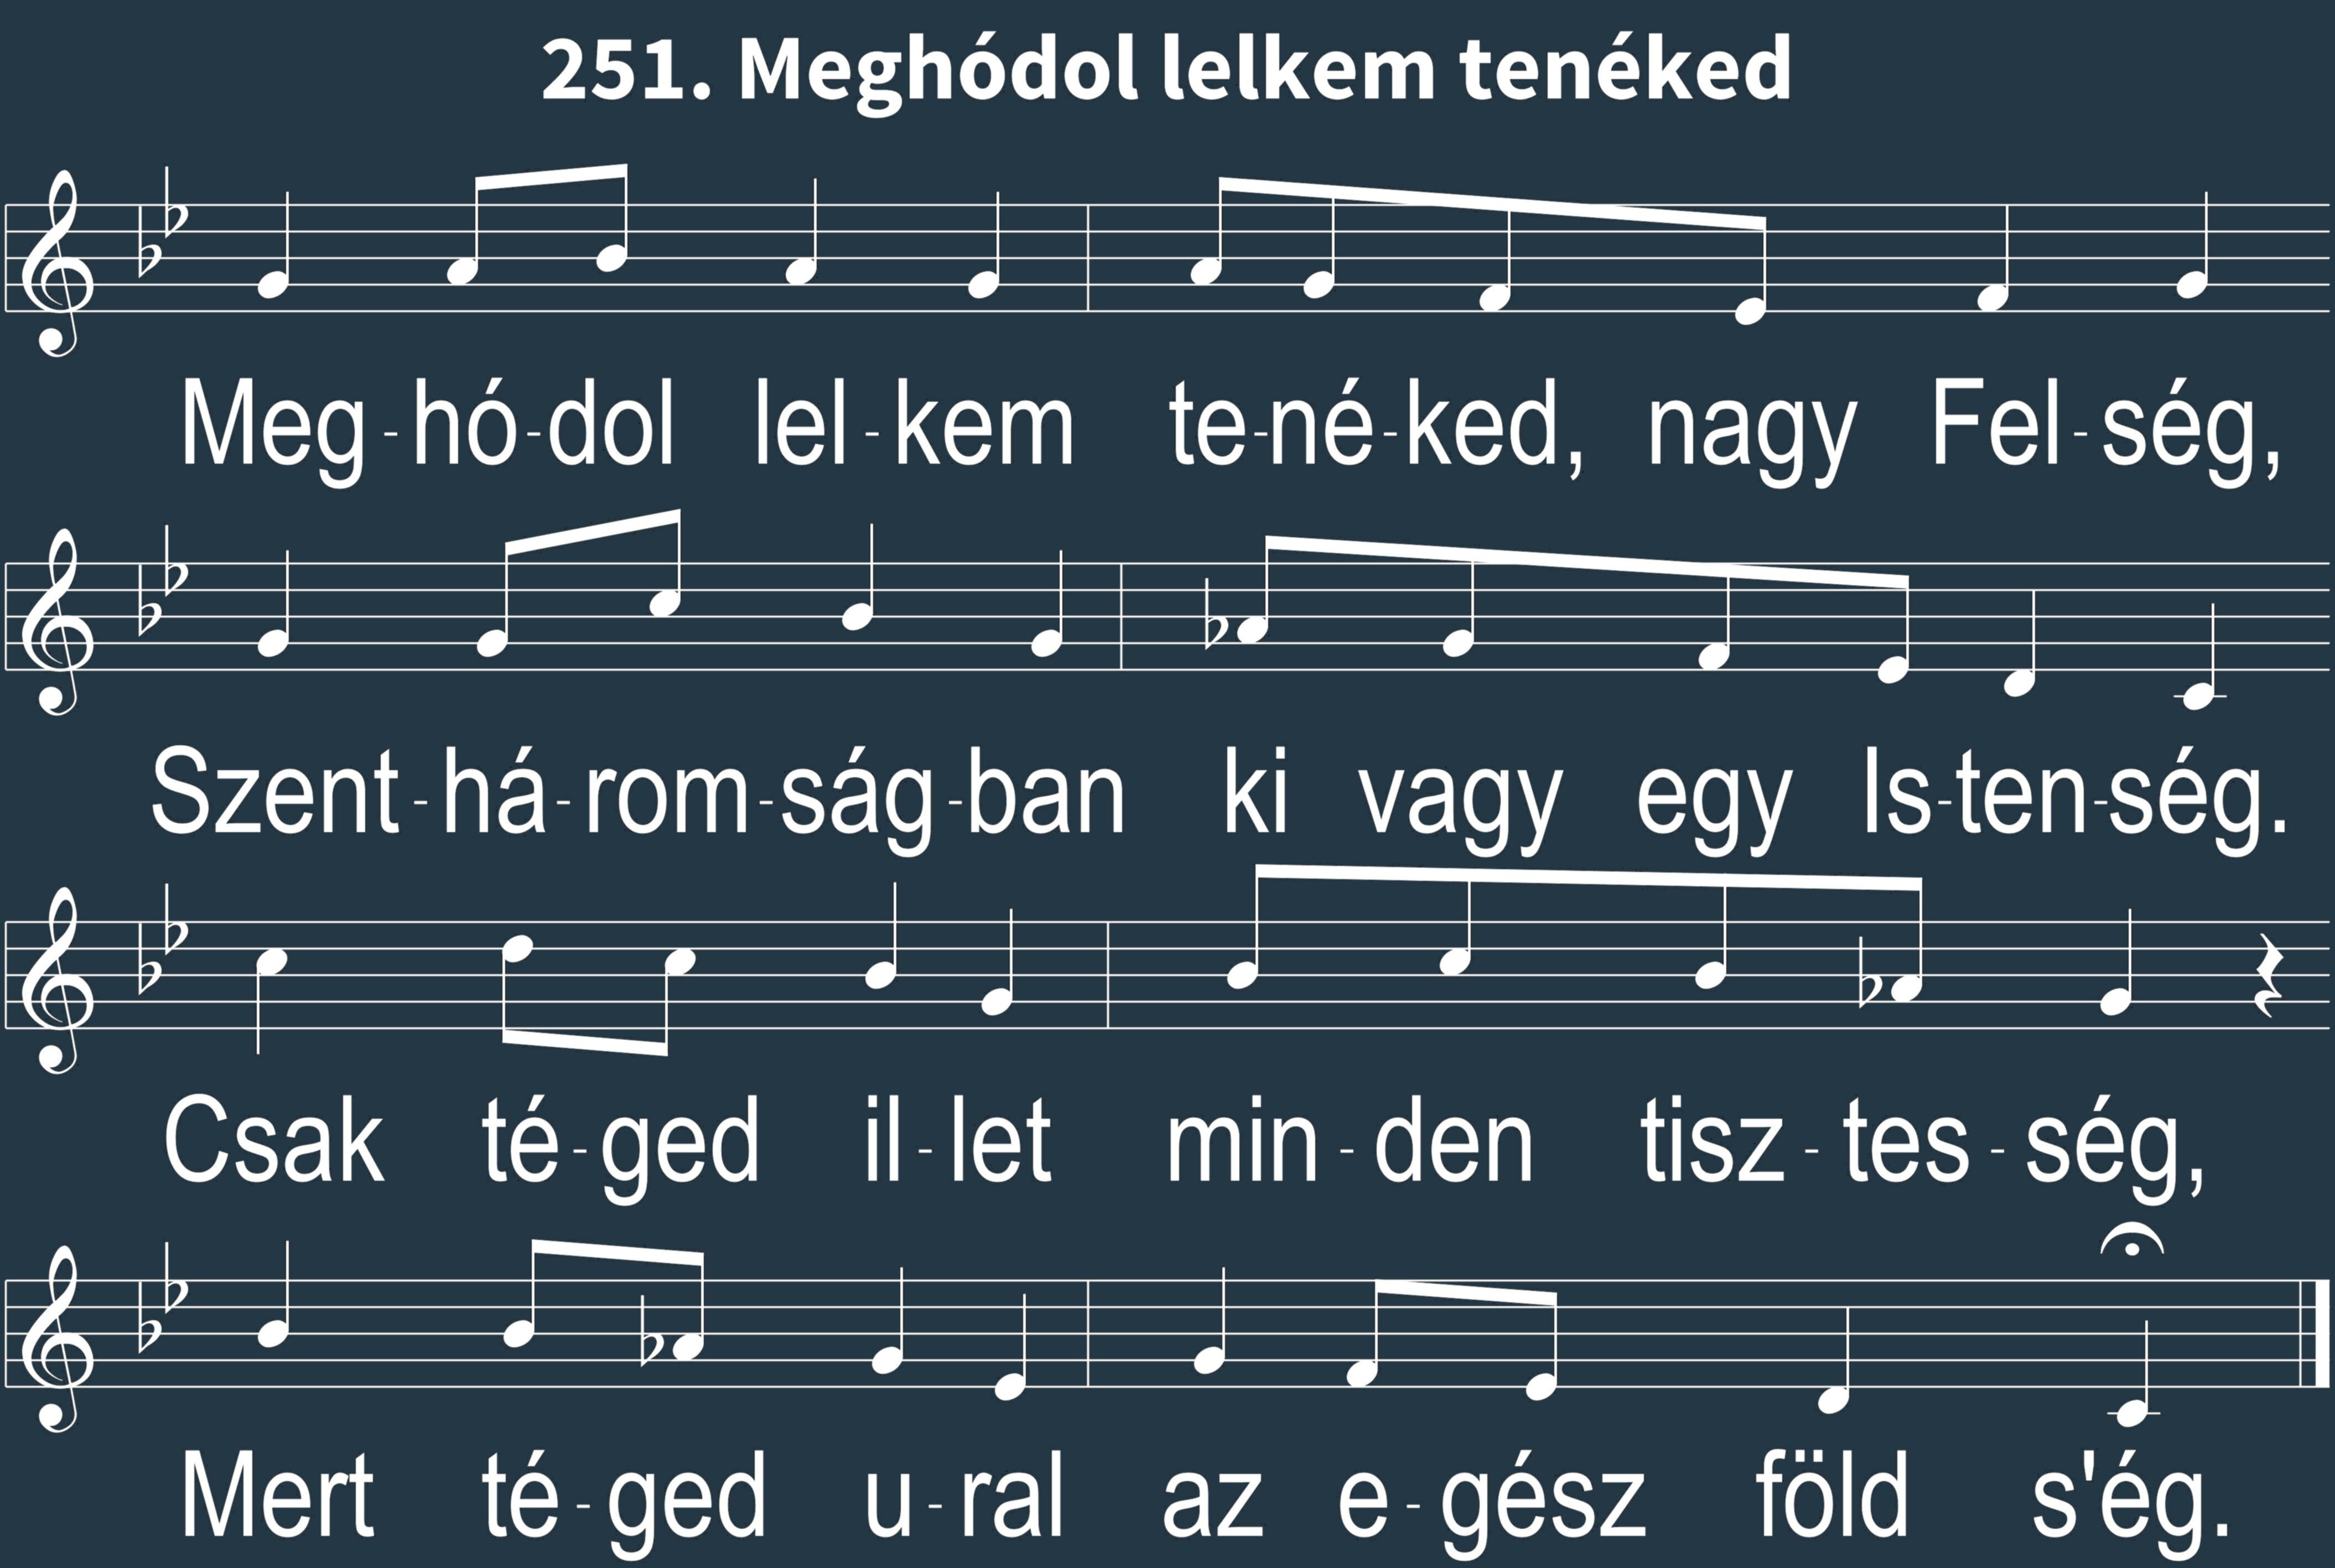 251. Meghódol lelkem tenéked
Meg-hó-dol lel-kem te-né-ked, nagy Fel-ség,
Szent-há-rom-ság-ban ki vagy egy Is-ten-ség.
Csak té-ged il-let min-den tisz-tes-ség,
Mert té-ged u-ral az e-gész föld s'ég.